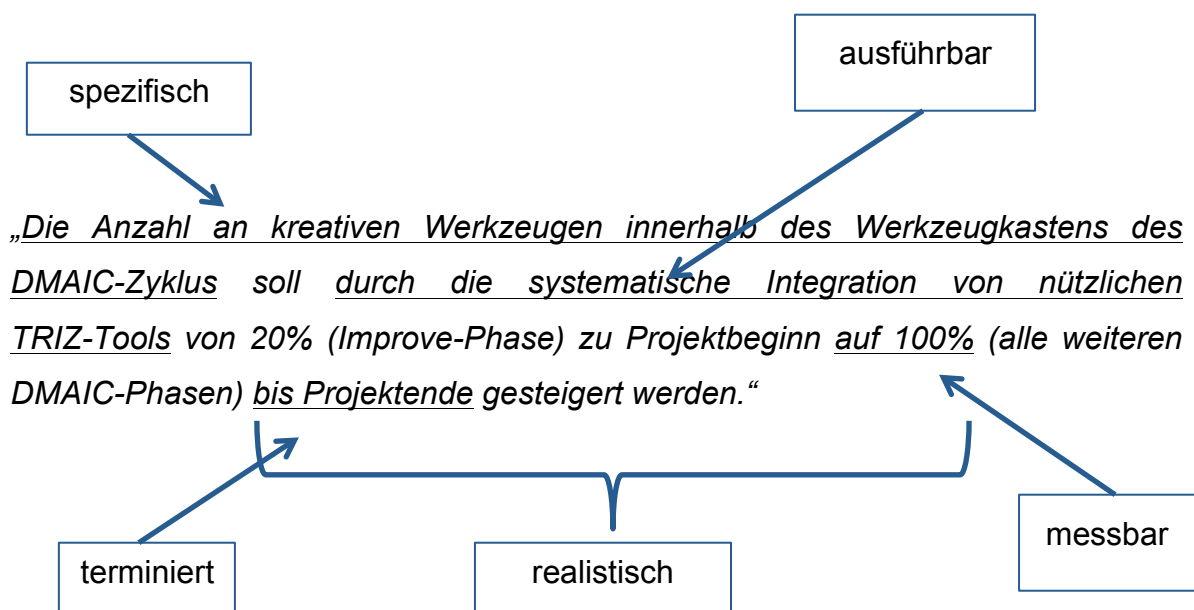 ausführbar
spezifisch
„Die Anzahl an kreativen Werkzeugen innerhalb des Werkzeugkastens des
DMAIC-Zyklus soll durch die systematische Integration von nützlichen
TRIZ-Tools von 20% (Improve-Phase) zu Projektbeginn auf 100% (alle weiteren
DMAIC-Phasen) bis Projektende gesteigert werden.“
messbar
terminiert
realistisch